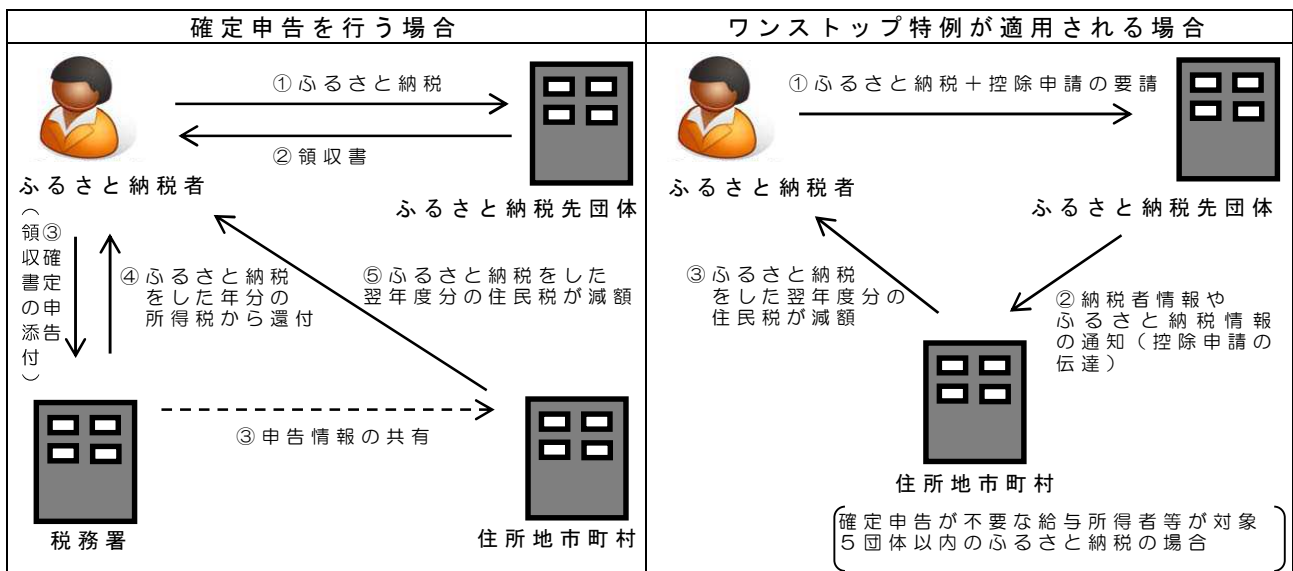 確定申告を行う場合
①ふるさと納税
②領収書
ふるさと納税者
ふるさと納税先団体
③確定申告
（領収書の添付）
④ふるさと納税
をした年分の
所得税から還付
⑤ふるさと納税をした
翌年度分の住民税が減額
③申告情報の共有
税務署
住所地市町村
ワンストップ特例が適用される場合
①ふるさと納税＋控除申請の要請
ふるさと納税者
ふるさと納税先団体
③ふるさと納税
をした翌年度分の
住民税が減額
②納税者情報や
ふるさと納税情報
の通知（控除申請の
伝達）
住所地市町村
確定申告が不要な給与所得者等が対象
５団体以内のふるさと納税の場合